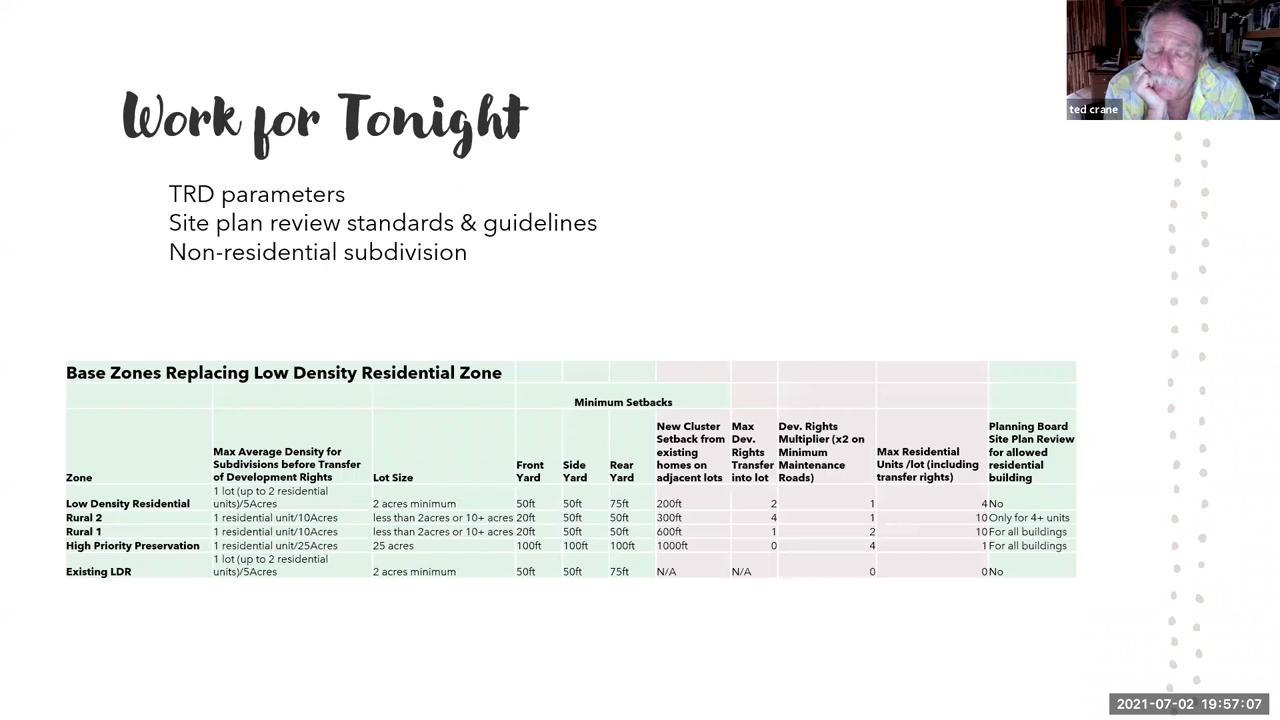 Work for Tonight
ted crane
TRD parameters
Site plan review standards & guidelines
Non-residential subdivision
Base Zones Replacing Low Density Residential Zone
Minimum Setbacks
Zone
Max Average Density for
Subdivisions before Transfer
of Development Rights
Lot Size
Front
Yard
Side
Yard
Rear
Yard
New Cluster
Setback from
existing
homes on
adjacent lots
Max
Dev.
Rights
Transfer
into lot
Dev. Rights
Multiplier (x2 on
Minimum
Maintenance
Roads)
Max Residential
Units /lot (including
transfer rights)
Planning Board
Site Plan Review
for allowed
residential
building
Low Density Residential 1 lot (up to 2 residential
units)/5Acres 2 acres minimum 50ft 50ft 75ft 200ft 2 1 4 No
Rural 2 1 residential unit/10Acres less than 2acres or 10+ acres 20ft 50ft 50ft 300ft 4 1 10 Only for 4+ units
Rural 1 1 residential unit/10Acres less than 2acres or 10+ acres 20ft 50ft 50ft 600ft 1 2 10 For all buildings
High Priority Preservation 1 residential unit/25Acres 25 acres 100ft 100ft 100ft 1000ft 0 4 1 For all buildings
Existing LDR 1 lot (up to 2 residential
units)/5Acres 2 acres minimum 50ft 50ft 75ft N/A N/A 0 0 No
2021-07-02 19:57:07